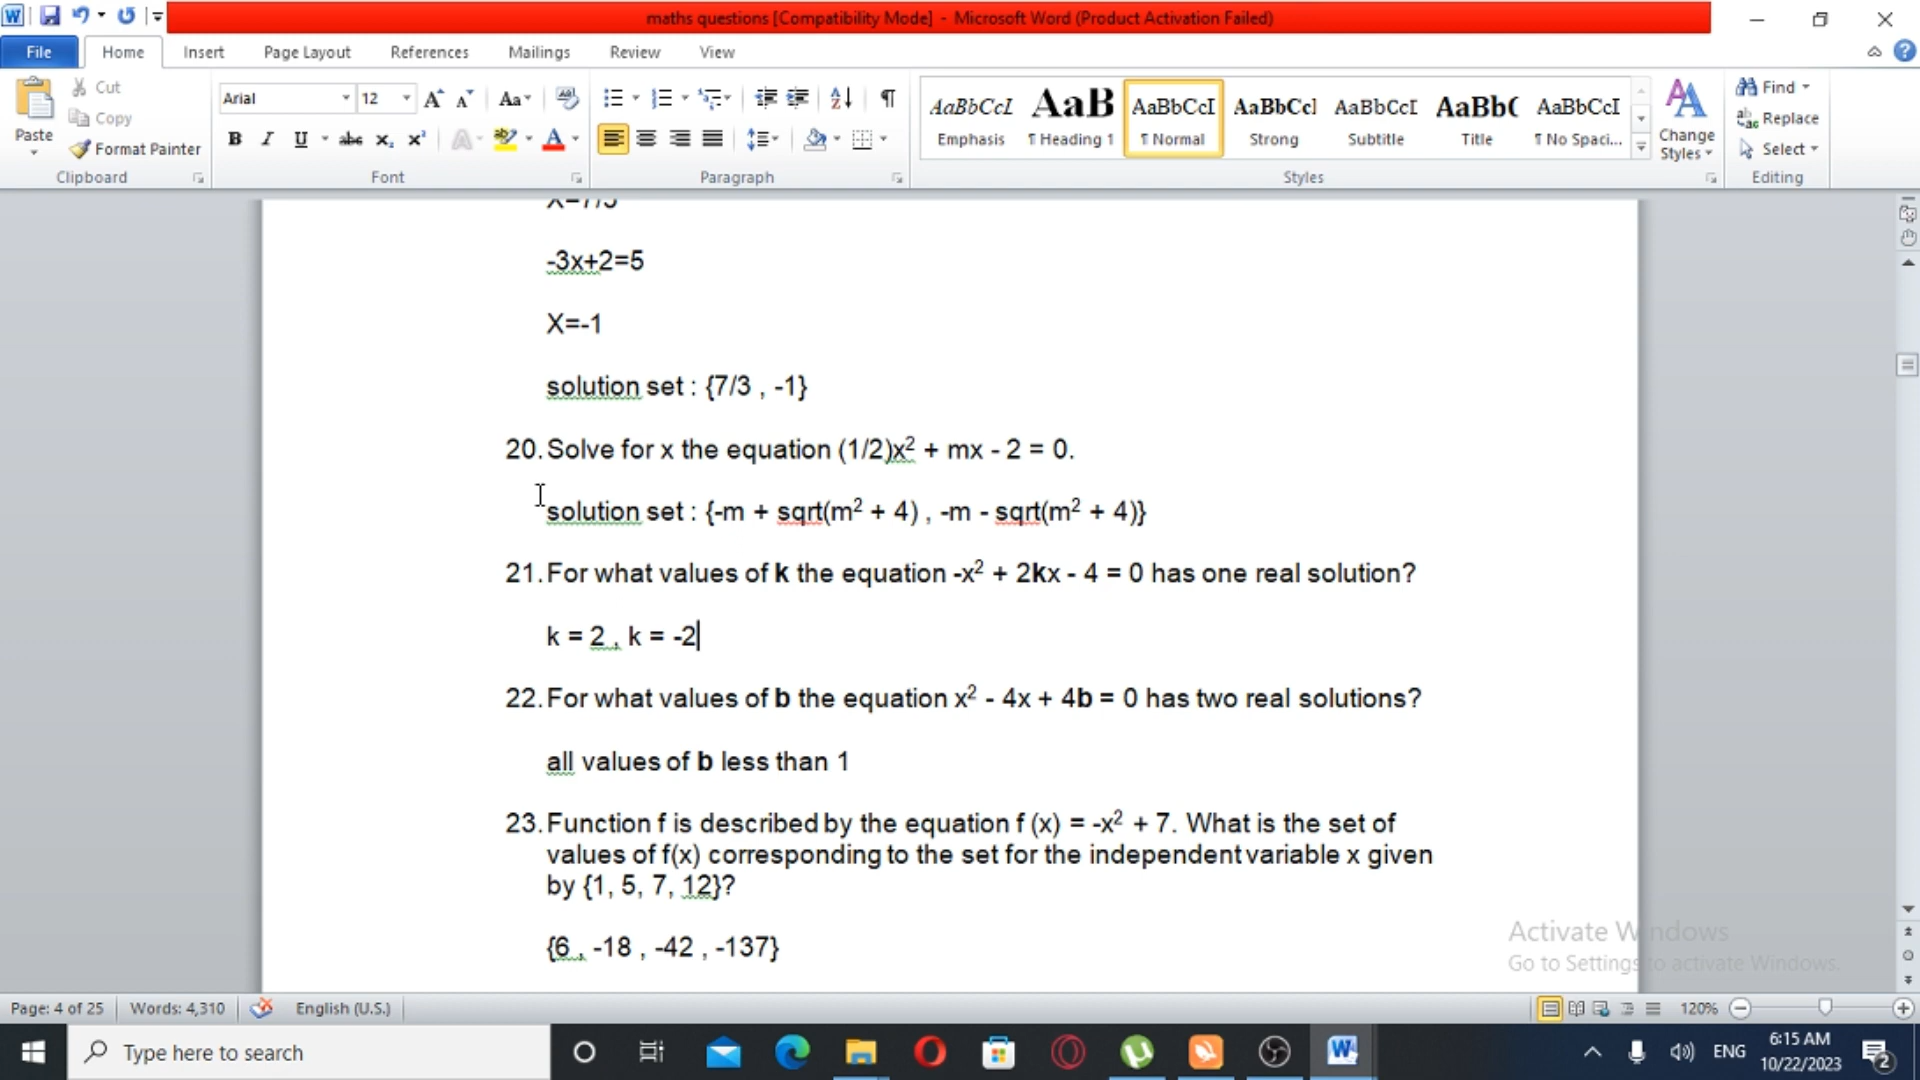 maths questions [Compatibility Mode] - Microsoft Word (Product Activation Failed)
File Home Insert Page Layout References Mailings Review View
Paste
Cut
Copy
Format Painter
Clipboard
Arial 12
Font
Paragraph
AaBbCcI AaB AaBbCcI AaBbCcl AaBbCcI AaBb( AaBbCcI
Emphasis ¶ Heading 1 ¶ Normal Strong Subtitle Title ¶ No Spaci...
Change Styles
Styles
Find
Replace
Select
Editing
X=7/3
-3x+2=5
X=-1
solution set : {7/3 , -1}
20. Solve for x the equation (1/2)x² + mx - 2 = 0.
solution set : {-m + sqrt(m² + 4) , -m - sqrt(m² + 4)}
21. For what values of k the equation -x² + 2kx - 4 = 0 has one real solution?
k = 2 , k = -2
22. For what values of b the equation x² - 4x + 4b = 0 has two real solutions?
all values of b less than 1
23. Function f is described by the equation f (x) = -x² + 7. What is the set of
values of f(x) corresponding to the set for the independent variable x given
by {1, 5, 7, 12}?
{6 , -18 , -42 , -137}
Activate Windows
Go to Settings to activate Windows.
Page: 4 of 25 Words: 4,310 English (U.S.) 120%
Type here to search
ENG
6:15 AM
10/22/2023
2